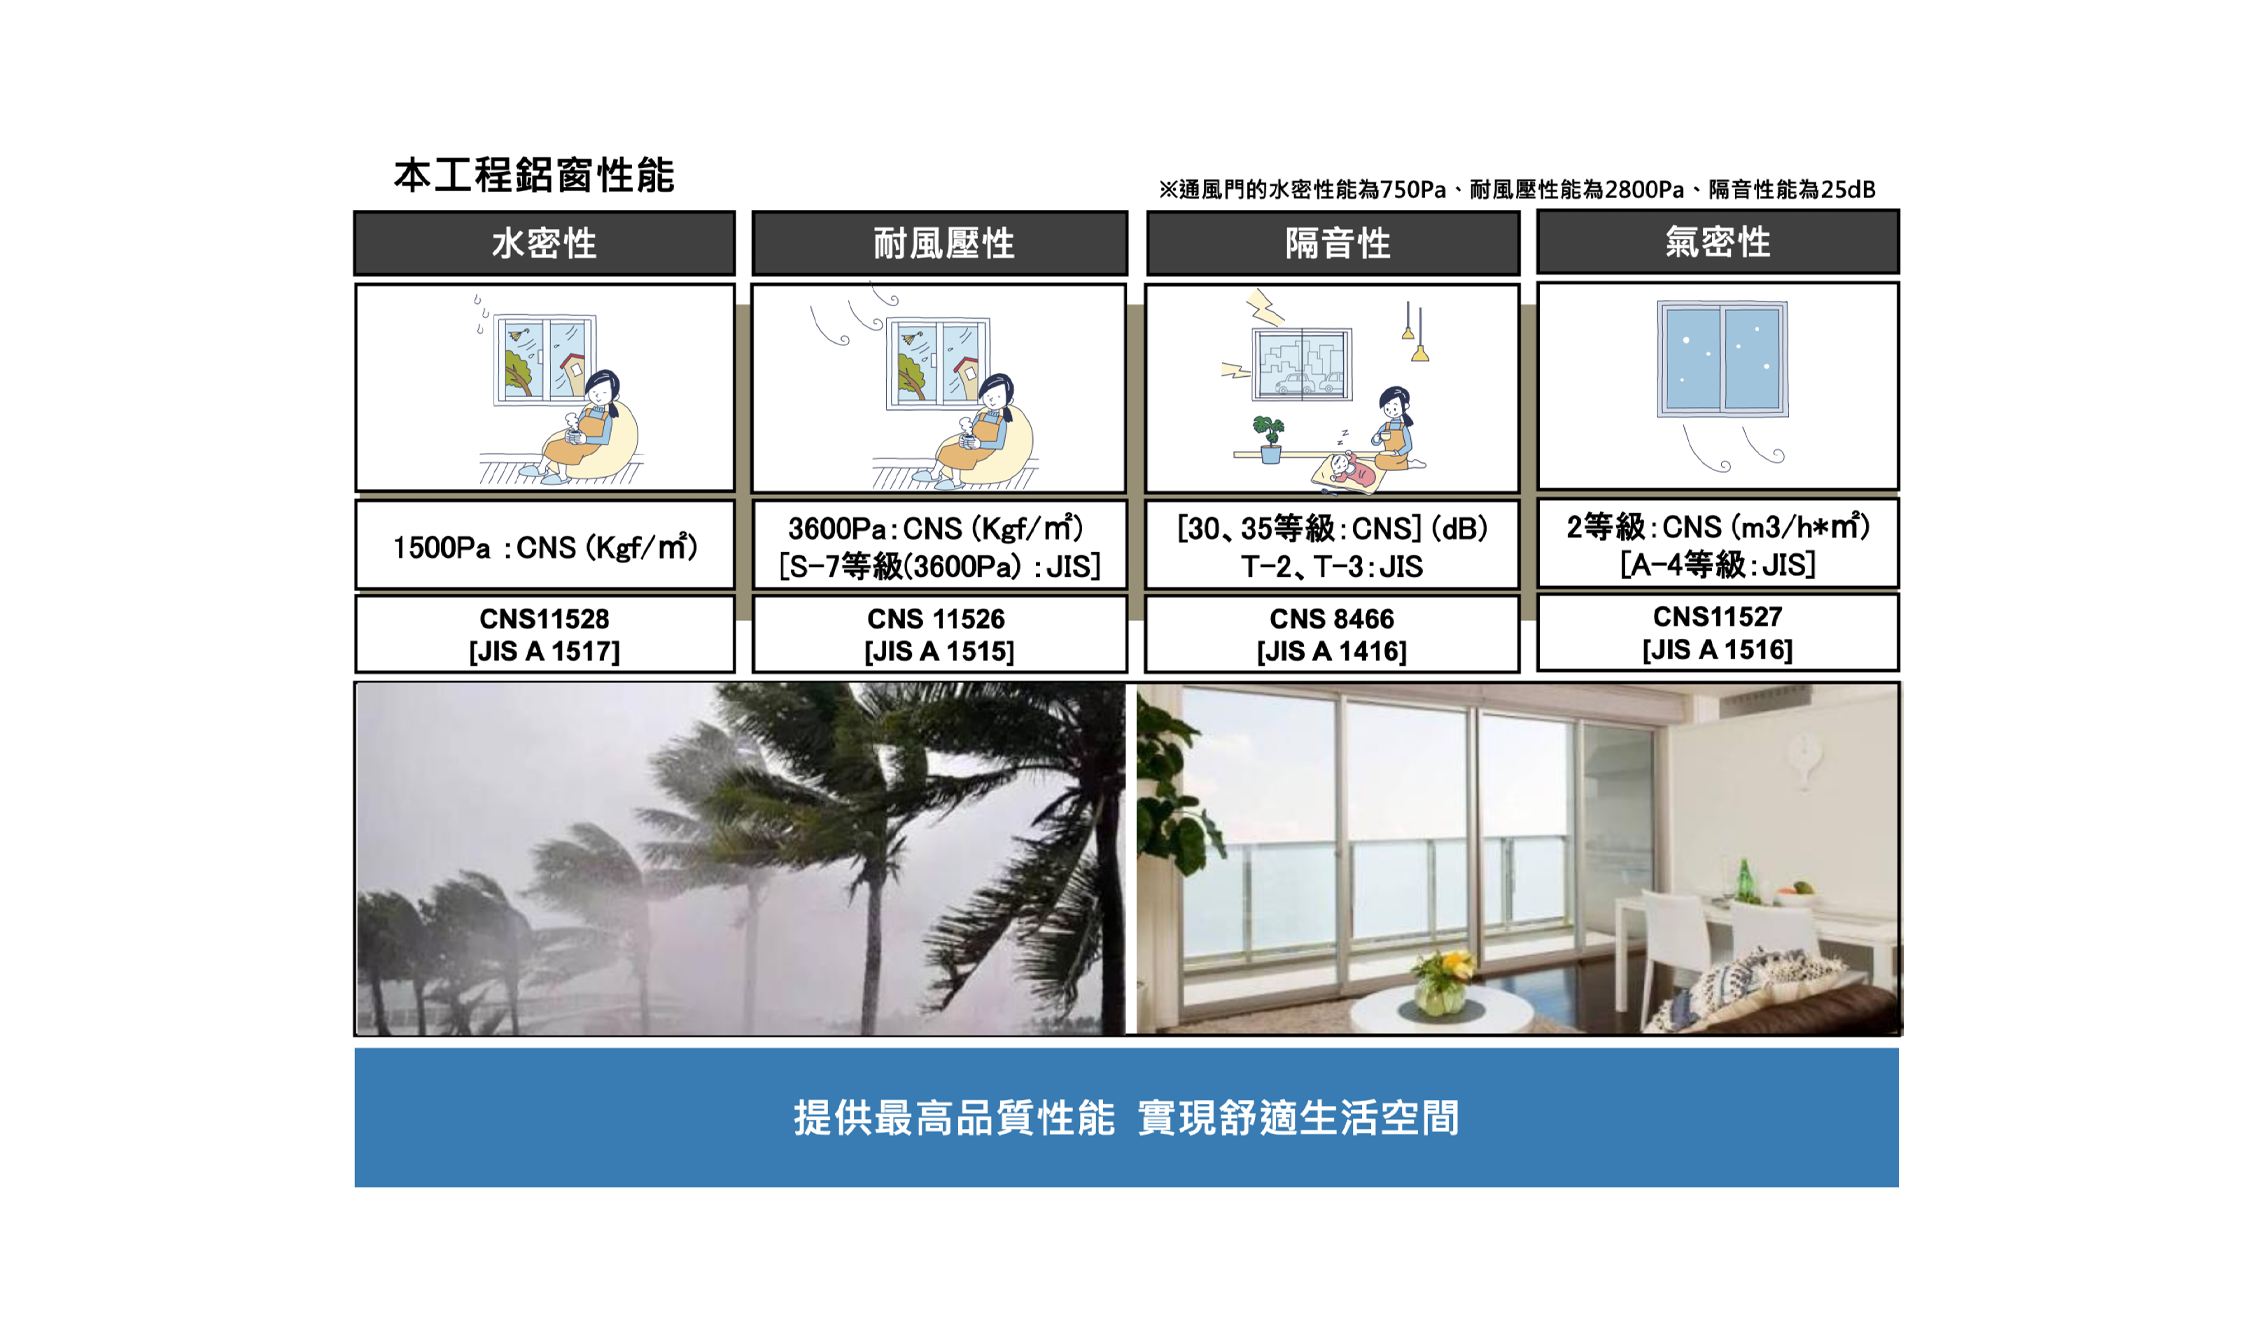 本工程鋁窗性能
※通風門的水密性能為750Pa、耐風壓性能為2800Pa、隔音性能為25dB
水密性
耐風壓性
隔音性
氣密性
z
z
1500Pa：CNS (Kgf/㎡)
3600Pa：CNS (Kgf/㎡)
[S-7等級(3600Pa)：JIS]
[30、35等級：CNS] (dB)
T-2、T-3：JIS
2等級：CNS (m3/h*㎡)
[A-4等級：JIS]
CNS11528
[JIS A 1517]
CNS 11526
[JIS A 1515]
CNS 8466
[JIS A 1416]
CNS11527
[JIS A 1516]
提供最高品質性能 實現舒適生活空間